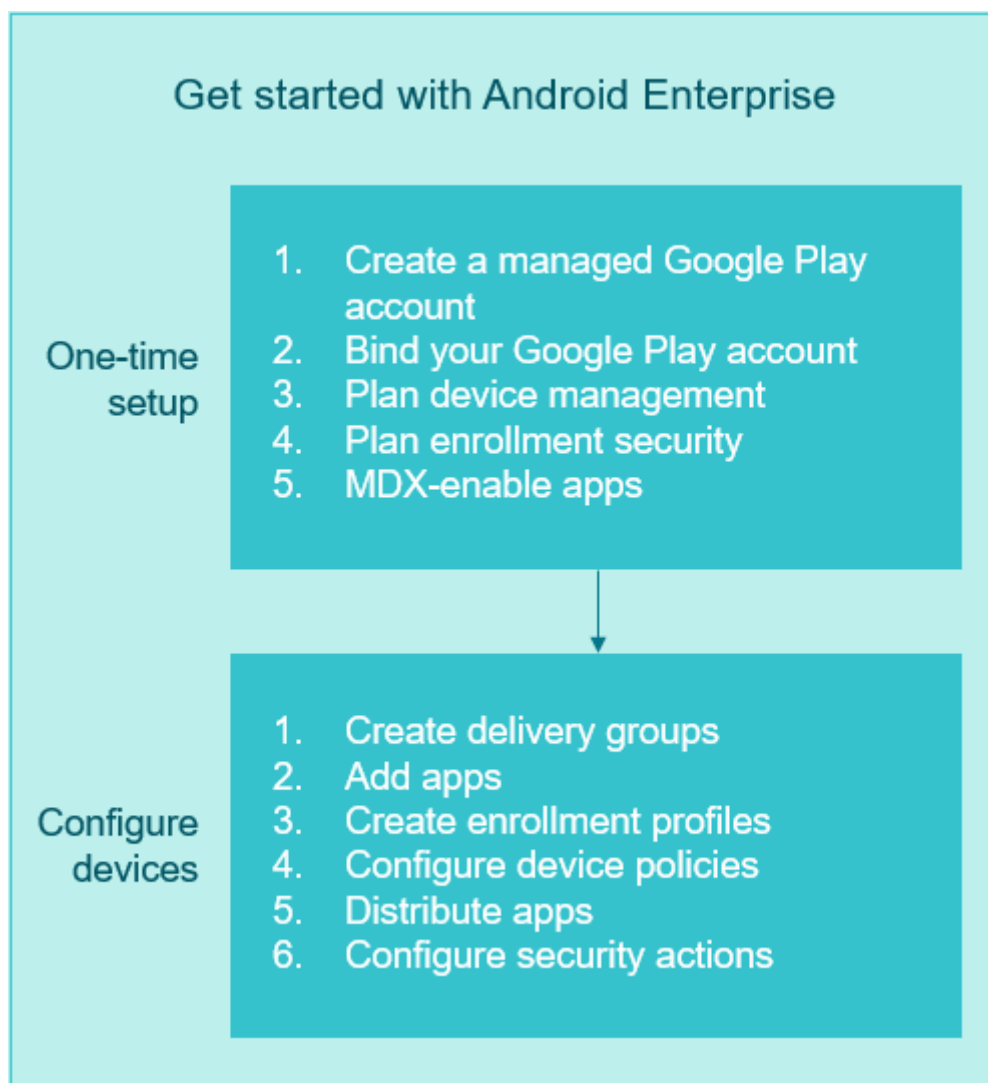 Get started with Android Enterprise
One-time
setup
1. Create a managed Google Play
account
2. Bind your Google Play account
3. Plan device management
4. Plan enrollment security
5. MDX-enable apps
Configure
devices
1. Create delivery groups
2. Add apps
3. Create enrollment profiles
4. Configure device policies
5. Distribute apps
6. Configure security actions